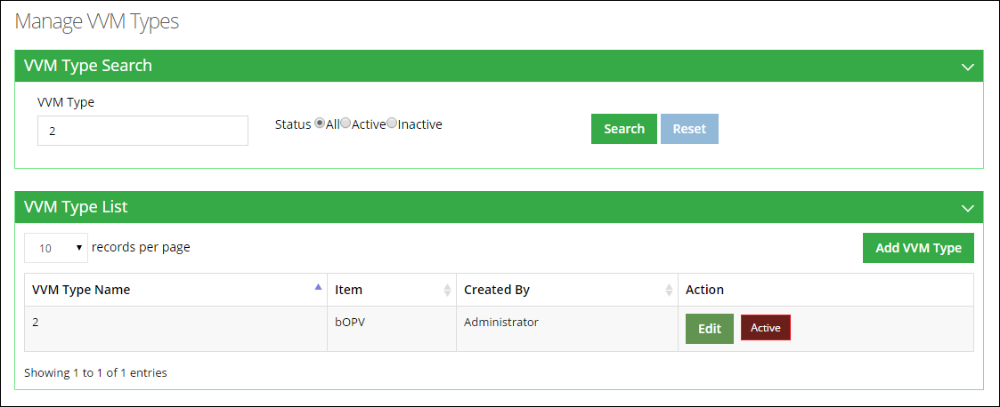 Manage VVM Types
VVM Type Search
VVM Type
2
Status All Active Inactive
Search Reset
VVM Type List
10 records per page
Add VVM Type
VVM Type Name Item Created By Action
2 bOPV Administrator Edit Active
Showing 1 to 1 of 1 entries